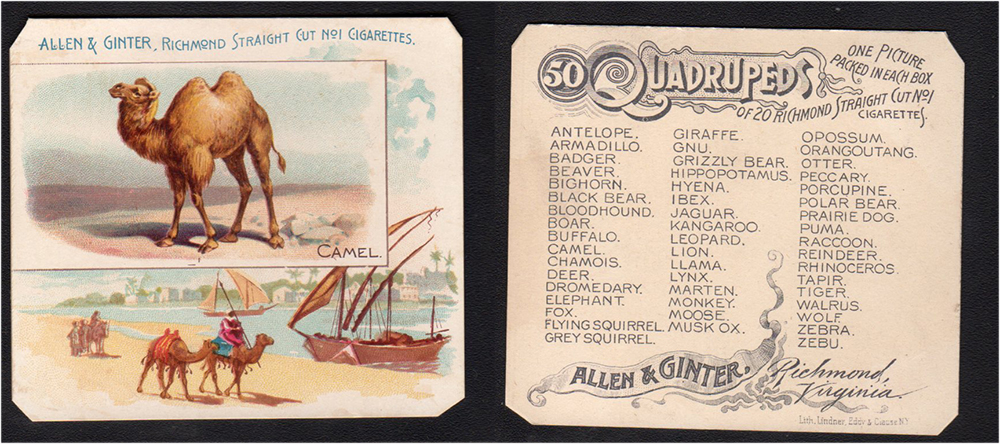 ALLEN & GINTER, RICHMOND STRAIGHT CUT No1 CIGARETTES.
CAMEL.
50 QUADRUPEDS
ONE PICTURE
PACKED IN EACH BOX
OF 20 RICHMOND STRAIGHT CUT No1
CIGARETTES.
ANTELOPE.
ARMADILLO.
BADGER.
BEAVER.
BIGHORN.
BLACK BEAR.
BLOODHOUND.
BOAR.
BUFFALO.
CAMEL.
CHAMOIS.
DEER.
DROMEDARY.
ELEPHANT.
FOX.
FLYING SQUIRREL.
GREY SQUIRREL.
GIRAFFE.
GNU.
GRIZZLY BEAR.
HIPPOPOTAMUS.
HYENA.
IBEX.
JAGUAR.
KANGAROO.
LEOPARD.
LION.
LLAMA.
LYNX.
MARTEN.
MONKEY.
MOOSE.
MUSK OX.
OPOSSUM.
ORANGOUTANG.
OTTER.
PECCARY.
PORCUPINE.
POLAR BEAR.
PRAIRIE DOG.
PUMA.
RACCOON.
REINDEER.
RHINOCEROS.
TAPIR.
TIGER.
WALRUS.
WOLF.
ZEBRA.
ZEBU.
ALLEN & GINTER,
Richmond,
Virginia.
Lith. Lindner, Eddy & Clauss N.Y.